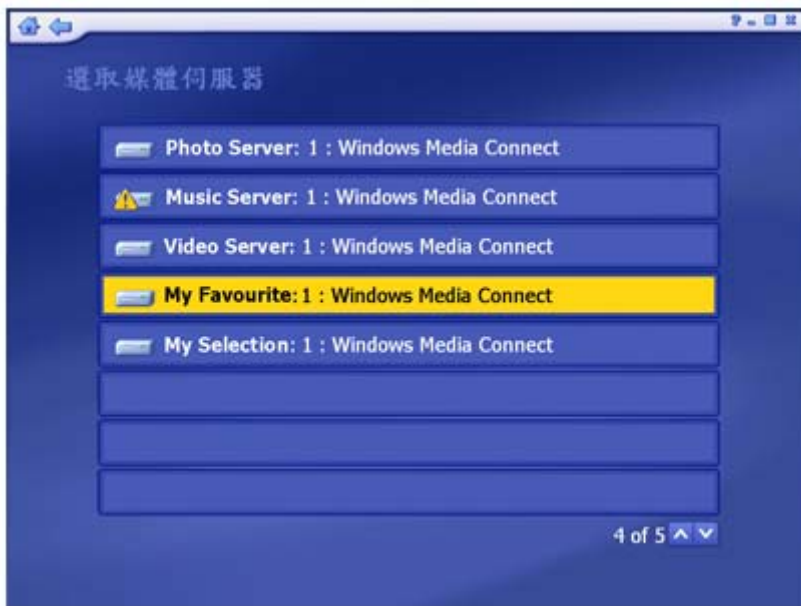 選取媒體伺服器
Photo Server: 1 : Windows Media Connect
Music Server: 1 : Windows Media Connect
Video Server: 1 : Windows Media Connect
My Favourite: 1 : Windows Media Connect
My Selection: 1 : Windows Media Connect
4 of 5